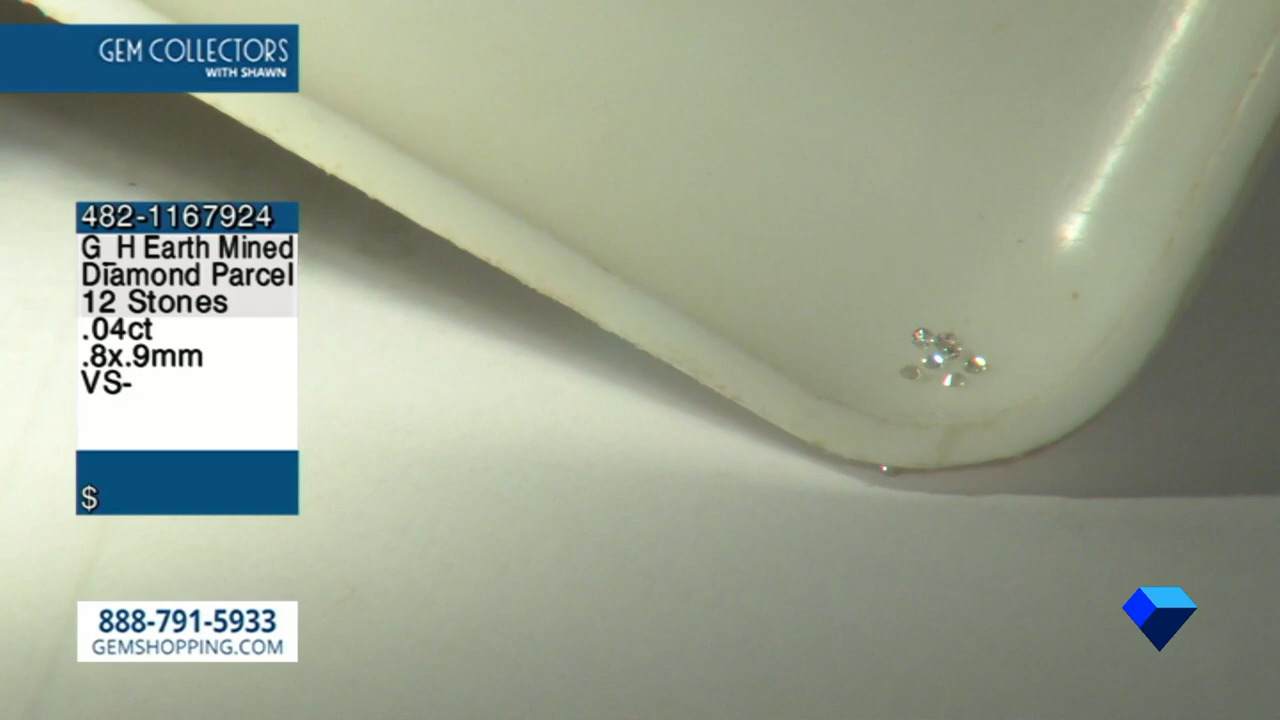 GEM COLLECTORS
WITH SHAWN
482-1167924
G_H Earth Mined
Diamond Parcel
12 Stones
.04ct
.8x.9mm
VS-
$
888-791-5933
GEMSHOPPING.COM